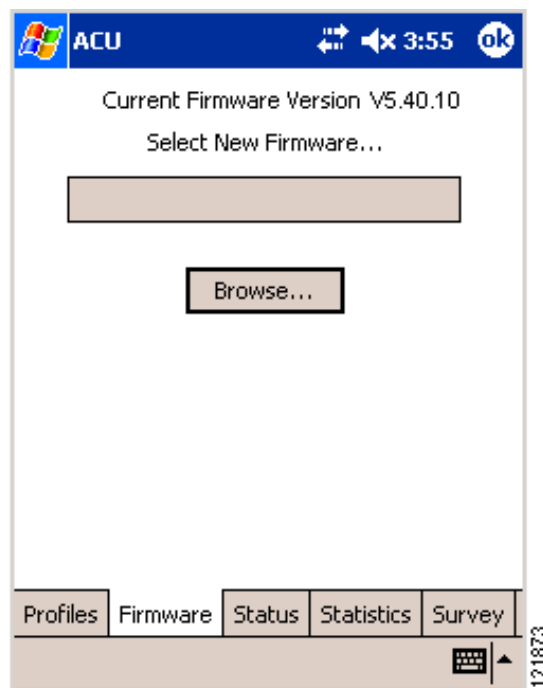 ACU 3:55 ok
Current Firmware Version V5.40.10
Select New Firmware...
Browse...
Profiles Firmware Status Statistics Survey
121873